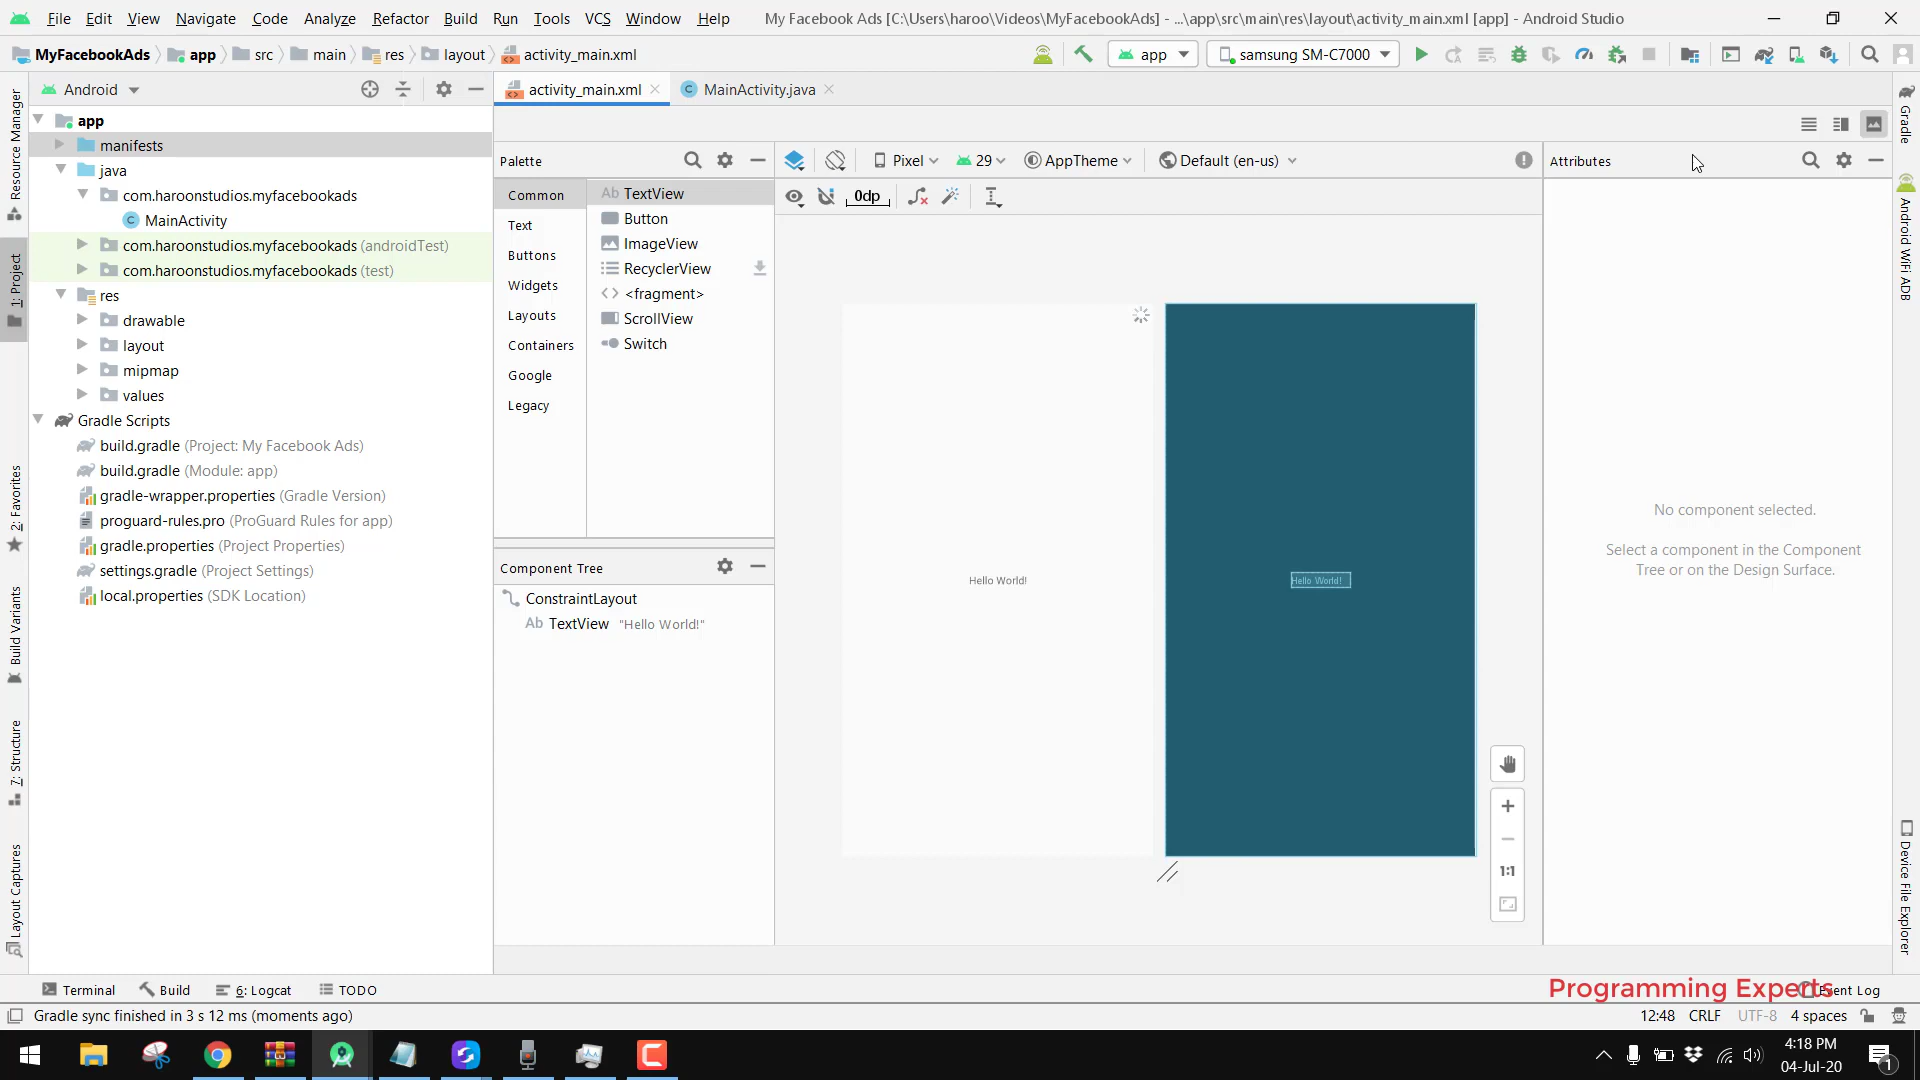 File Edit View Navigate Code Analyze Refactor Build Run Tools VCS Window Help My Facebook Ads [C:\Users\haroo\Videos\MyFacebookAds] - ...\app\src\main\res\layout\activity_main.xml [app] - Android Studio
MyFacebookAds app src main res layout activity_main.xml app samsung SM-C7000
Android
activity_main.xml MainActivity.java
app
manifests
java
com.haroonstudios.myfacebookads
MainActivity
com.haroonstudios.myfacebookads (androidTest)
com.haroonstudios.myfacebookads (test)
res
drawable
layout
mipmap
values
Gradle Scripts
build.gradle (Project: My Facebook Ads)
build.gradle (Module: app)
gradle-wrapper.properties (Gradle Version)
proguard-rules.pro (ProGuard Rules for app)
gradle.properties (Project Properties)
settings.gradle (Project Settings)
local.properties (SDK Location)
Resource Manager
1: Project
2: Favorites
Build Variants
7: Structure
Layout Captures
Palette
Common
Text
Buttons
Widgets
Layouts
Containers
Google
Legacy
Ab TextView
Button
ImageView
RecyclerView
<fragment>
ScrollView
Switch
Component Tree
ConstraintLayout
Ab TextView "Hello World!"
Pixel 29 AppTheme Default (en-us)
0dp
Hello World!
Hello World!
1:1
Attributes
No component selected.
Select a component in the Component
Tree or on the Design Surface.
Gradle
Android WiFi ADB
Device File Explorer
Terminal Build 6: Logcat TODO
Programming Experts
Event Log
Gradle sync finished in 3 s 12 ms (moments ago)
12:48 CRLF UTF-8 4 spaces
4:18 PM
04-Jul-20
1